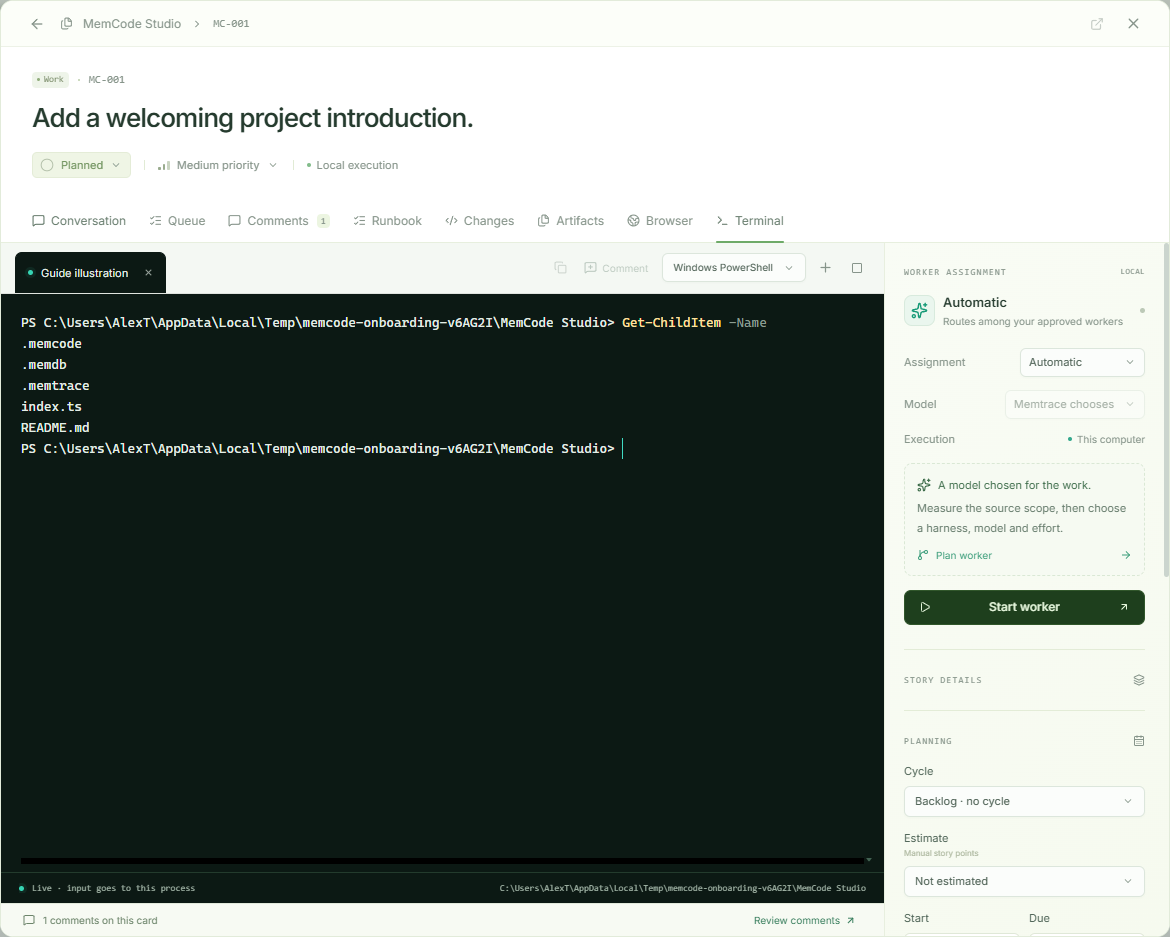 MemCode Studio > MC-001
Work · MC-001
Add a welcoming project introduction.
Planned
Medium priority
Local execution
Conversation
Queue
Comments 1
Runbook
Changes
Artifacts
Browser
Terminal
Guide illustration
Comment
Windows PowerShell
PS C:\Users\AlexT\AppData\Local\Temp\memcode-onboarding-v6AG2I\MemCode Studio> Get-ChildItem -Name
.memcode
.memdb
.memtrace
index.ts
README.md
PS C:\Users\AlexT\AppData\Local\Temp\memcode-onboarding-v6AG2I\MemCode Studio>
Live · input goes to this process
C:\Users\AlexT\AppData\Local\Temp\memcode-onboarding-v6AG2I\MemCode Studio
1 comments on this card
Review comments
WORKER ASSIGNMENT
LOCAL
Automatic
Routes among your approved workers
Assignment
Automatic
Model
Memtrace chooses
Execution
This computer
A model chosen for the work.
Measure the source scope, then choose
a harness, model and effort.
Plan worker
Start worker
STORY DETAILS
PLANNING
Cycle
Backlog · no cycle
Estimate
Manual story points
Not estimated
Start
Due